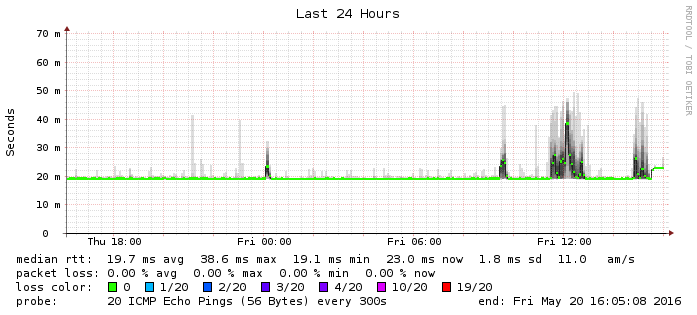 Last 24 Hours
RRDTOOL / TOBI OETIKER
Seconds
70 m
60 m
50 m
40 m
30 m
20 m
10 m
0
Thu 18:00 Fri 00:00 Fri 06:00 Fri 12:00
median rtt: 19.7 ms avg 38.6 ms max 19.1 ms min 23.0 ms now 1.8 ms sd 11.0 am/s
packet loss: 0.00 % avg 0.00 % max 0.00 % min 0.00 % now
loss color: 0 1/20 2/20 3/20 4/20 10/20 19/20
probe: 20 ICMP Echo Pings (56 Bytes) every 300s end: Fri May 20 16:05:08 2016